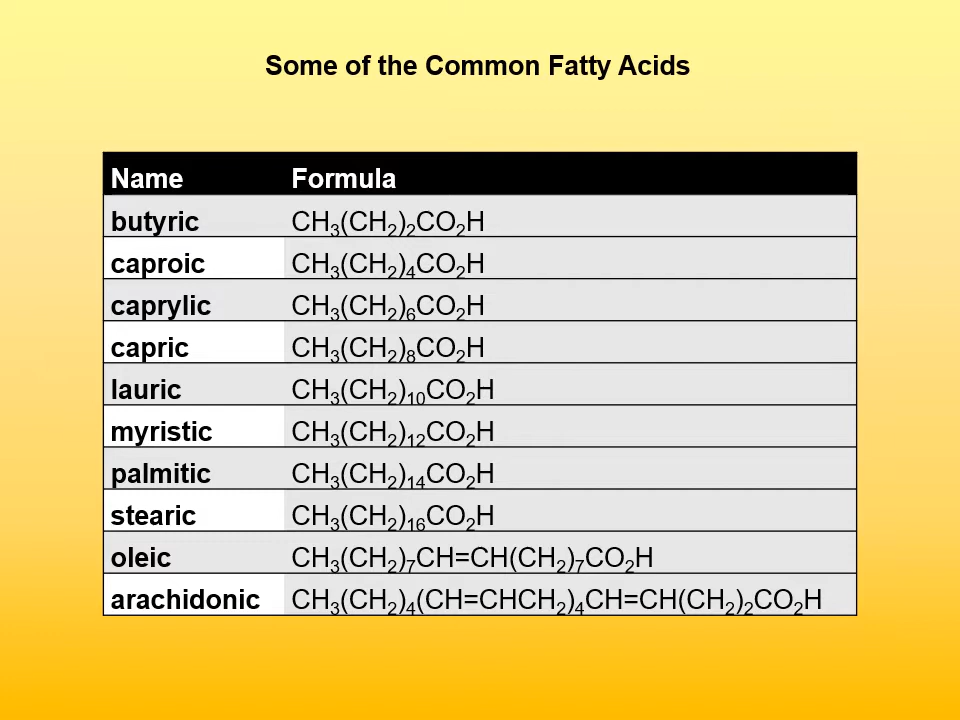 Some of the Common Fatty Acids
Name Formula
butyric CH₃(CH₂)₂CO₂H
caproic CH₃(CH₂)₄CO₂H
caprylic CH₃(CH₂)₆CO₂H
capric CH₃(CH₂)₈CO₂H
lauric CH₃(CH₂)₁₀CO₂H
myristic CH₃(CH₂)₁₂CO₂H
palmitic CH₃(CH₂)₁₄CO₂H
stearic CH₃(CH₂)₁₆CO₂H
oleic CH₃(CH₂)₇CH=CH(CH₂)₇CO₂H
arachidonic CH₃(CH₂)₄(CH=CHCH₂)₄CH=CH(CH₂)₂CO₂H